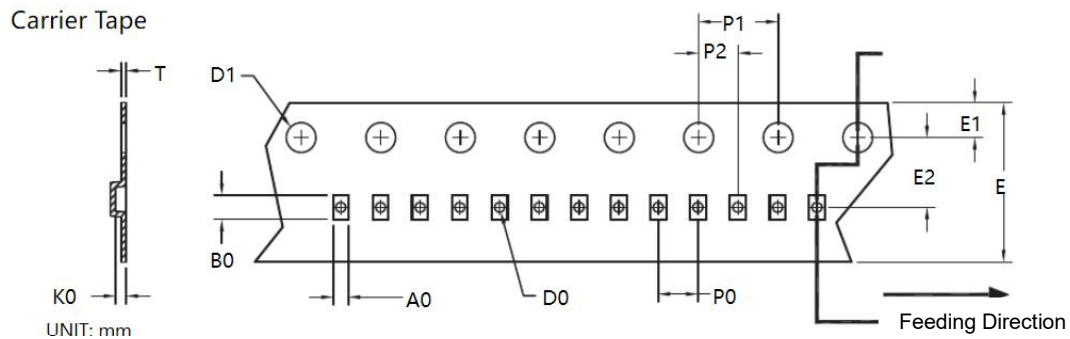 Carrier Tape
P1
P2
T
D1
E1
E2
E
B0
K0
A0
D0
P0
UNIT: mm
Feeding Direction